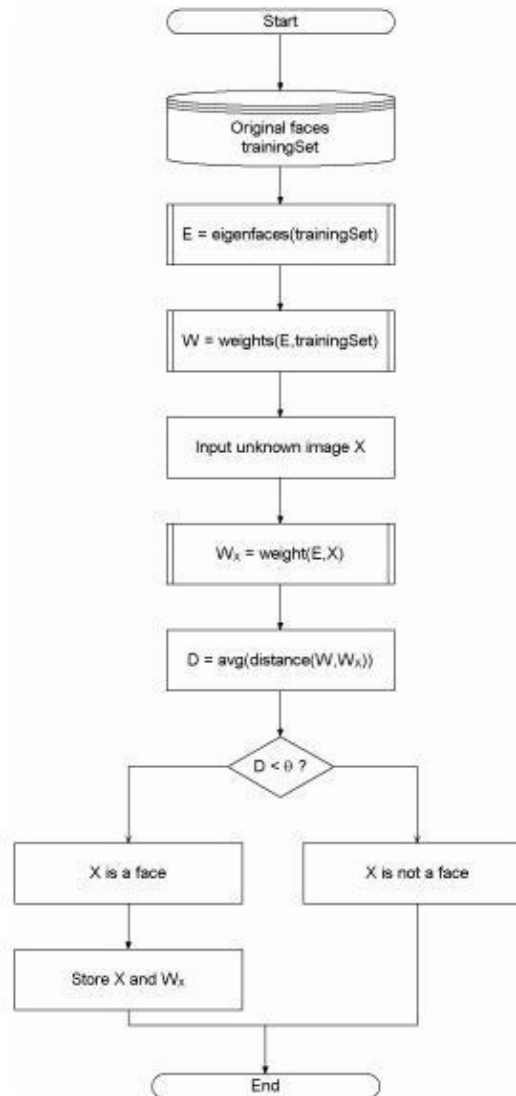 Start
Original faces
trainingSet
E = eigenfaces(trainingSet)
W = weights(E,trainingSet)
Input unknown image X
Wₓ = weight(E,X)
D = avg(distance(W,Wₓ))
D < θ ?
X is a face
X is not a face
Store X and Wₓ
End